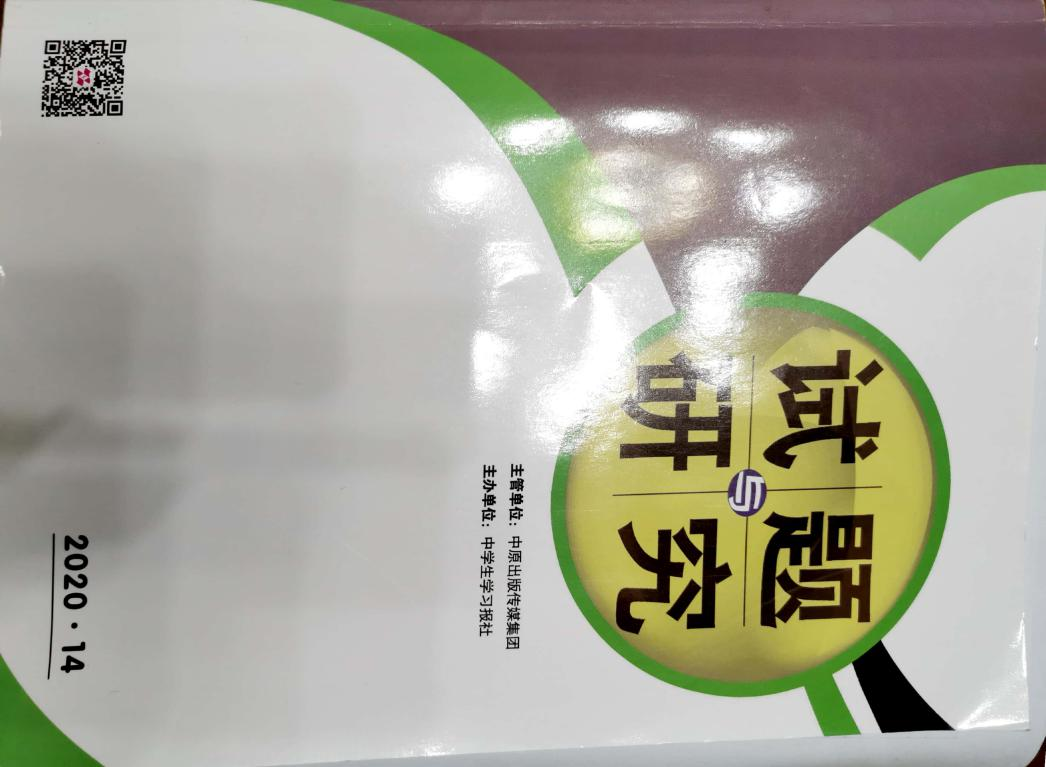 试题
与
研究
主管单位：中原出版传媒集团
主办单位：中学生学习报社
2020·14